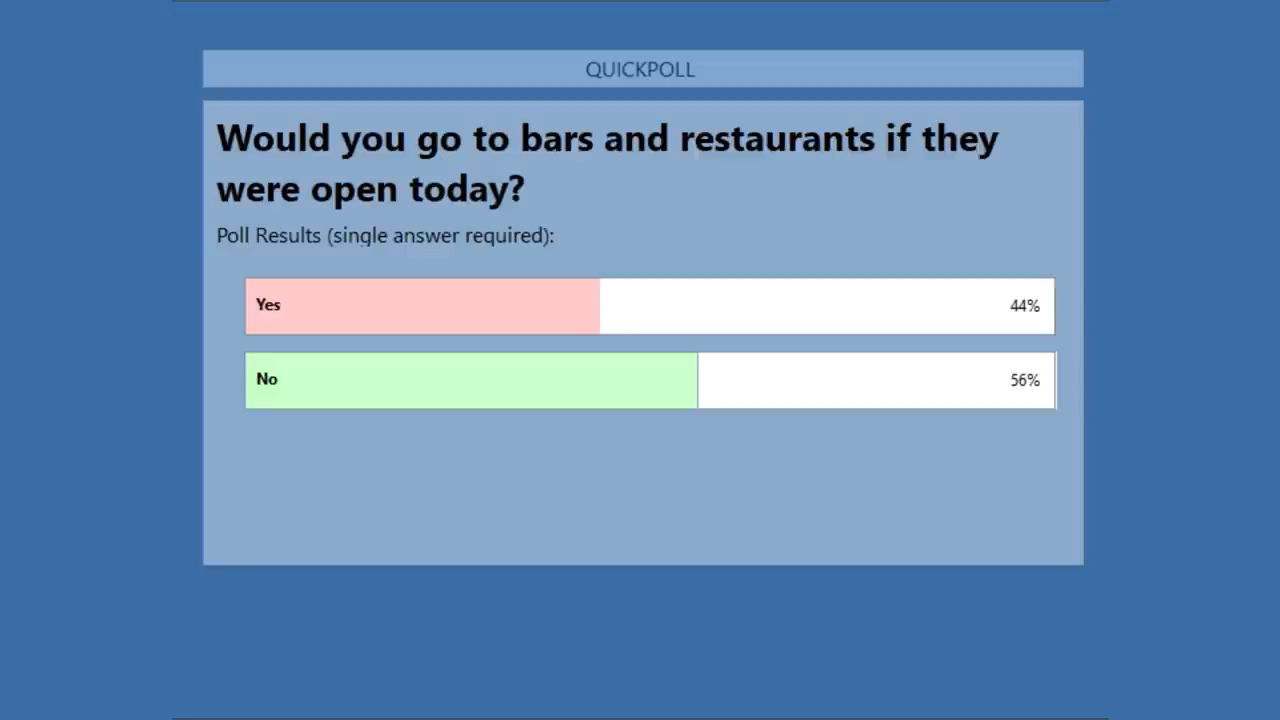 QUICKPOLL
Would you go to bars and restaurants if they
were open today?
Poll Results (single answer required):
Yes 44%
No 56%